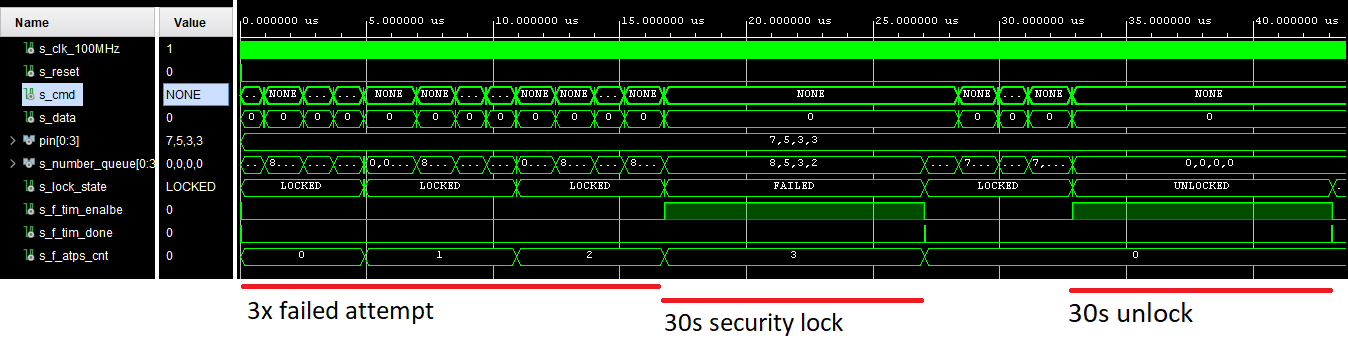 Name Value 0.000000 us 5.000000 us 10.000000 us 15.000000 us 20.000000 us 25.000000 us 30.000000 us 35.000000 us 40.000000 us
s_clk_100MHz 1
s_reset 0
s_cmd NONE ... NONE ... ... NONE NONE ... ... NONE NONE ... NONE NONE NONE ... NONE NONE
s_data 0 0 0 0 0 0 0 0 0 0 0 0 0 0 0 0 0 0
pin[0:3] 7,5,3,3 7,5,3,3
s_number_queue[0:3] 0,0,0,0 ... 8... ... ... 0,0... 8... ... ... ... 8... ... 8... 8,5,3,2 ... 7... ... 7,... 0,0,0,0
s_lock_state LOCKED LOCKED LOCKED LOCKED FAILED LOCKED UNLOCKED .
s_f_tim_enalbe 0
s_f_tim_done 0
s_f_atps_cnt 0 0 1 2 3 0
3x failed attempt
30s security lock
30s unlock